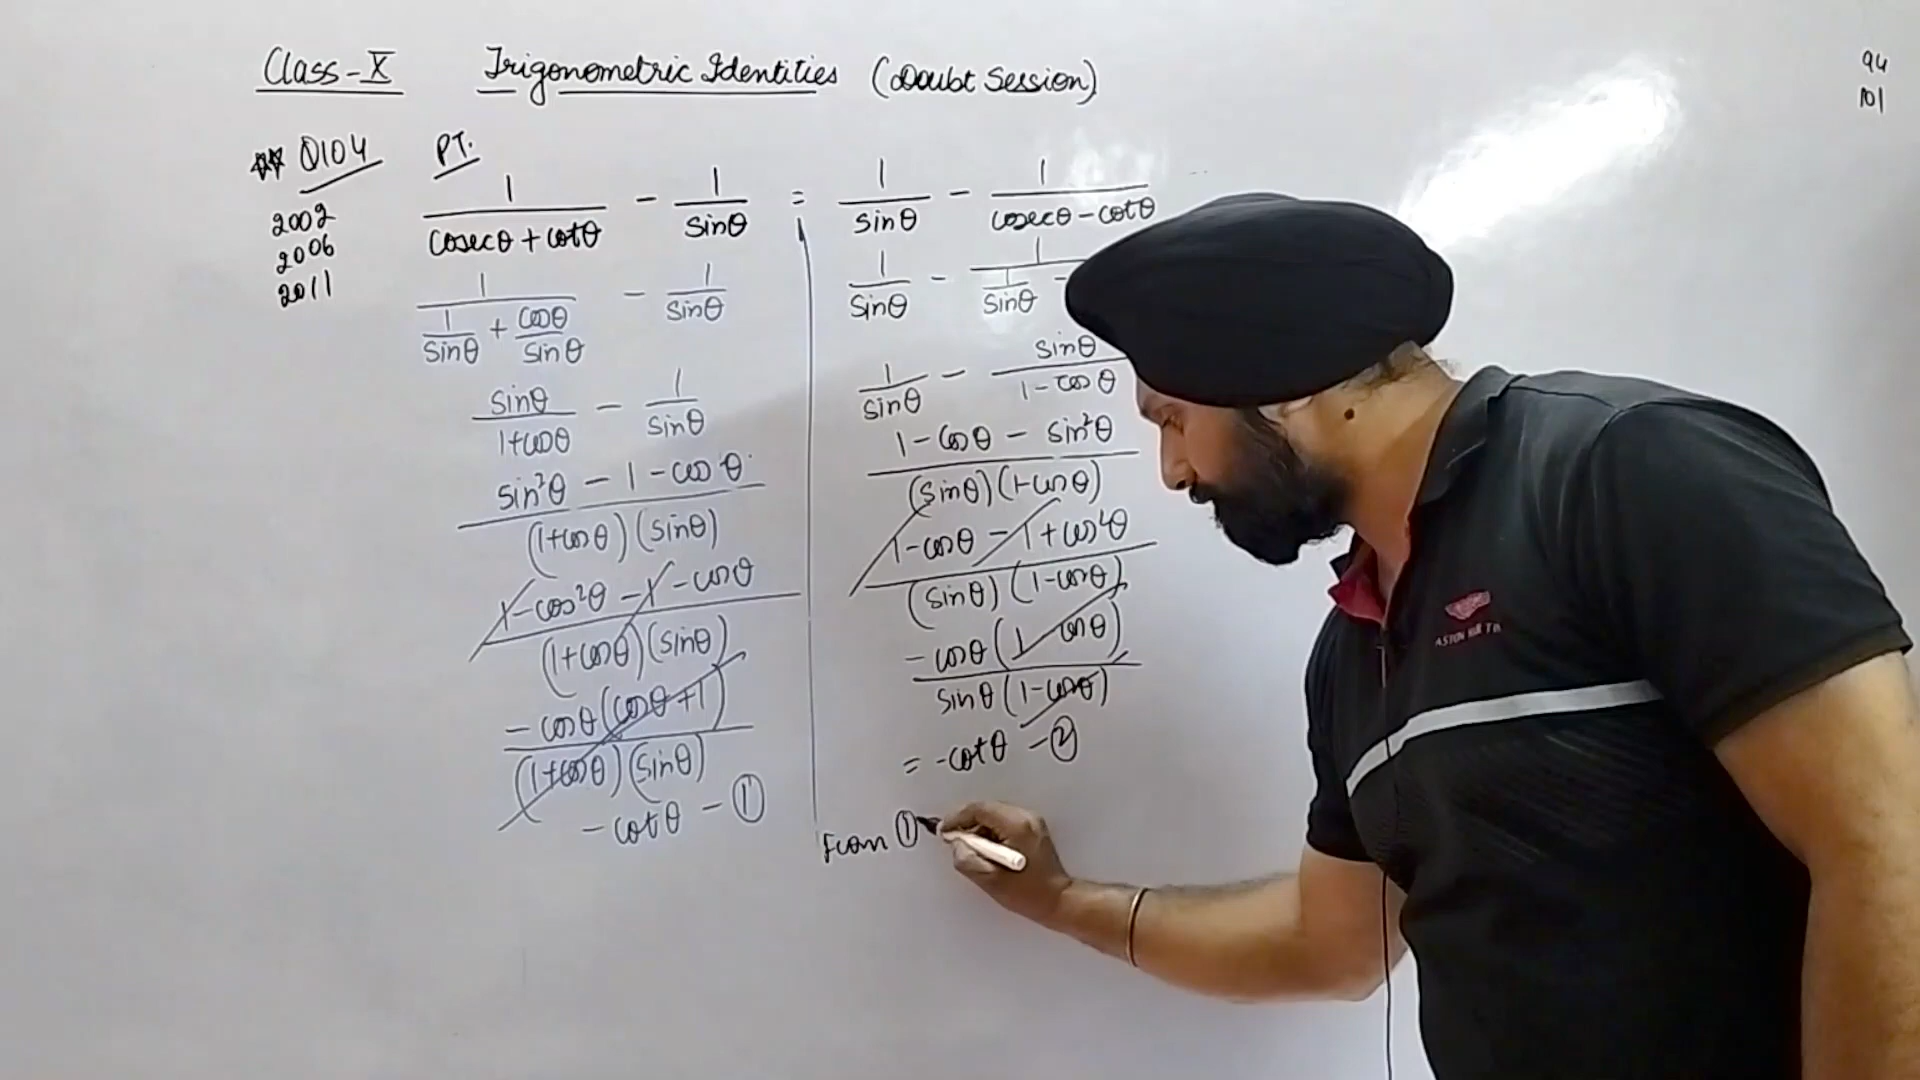 Class-X Trigonometric Identities (Doubt Session)
94
101
Q104 PT.
2002
2006
2011
1/(cosecθ + cotθ) - 1/sinθ = 1/sinθ - 1/(cosecθ - cotθ)
1/(1/sinθ + cosθ/sinθ) - 1/sinθ
sinθ/(1+cosθ) - 1/sinθ
(sin²θ - 1 - cosθ)/((1+cosθ)(sinθ))
(1-cos²θ - 1 - cosθ)/((1+cosθ)(sinθ))
-cosθ(cosθ+1)/((1+cosθ)(sinθ))
-cotθ - ①
1/sinθ - 1/(1/sinθ -
1/sinθ - sinθ/(1-cosθ)
(1-cosθ - sin²θ)/((sinθ)(1-cosθ))
(1-cosθ - 1+cos²θ)/((sinθ)(1-cosθ))
-cosθ(1-cosθ)/(sinθ(1-cosθ))
= -cotθ - ②
From ①